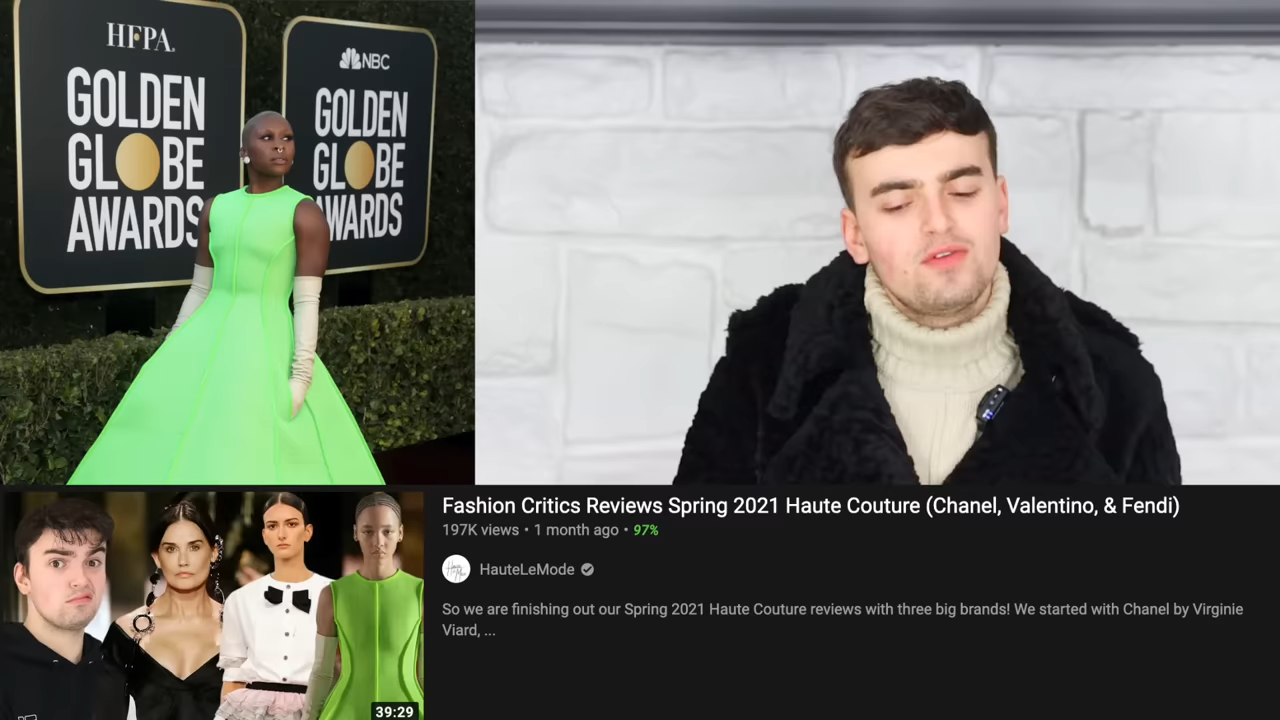 HFPA
GOLDEN
GLOBE
AWARDS
NBC
GOLDEN
GLOBE
AWARDS
39:29
Fashion Critics Reviews Spring 2021 Haute Couture (Chanel, Valentino, & Fendi)
197K views • 1 month ago • 97%
HauteLeMode
So we are finishing out our Spring 2021 Haute Couture reviews with three big brands! We started with Chanel by Virginie
Viard, ...